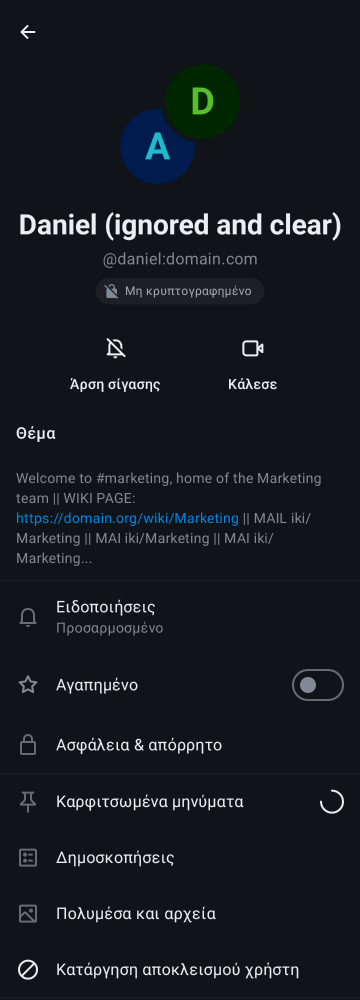 D
A
Daniel (ignored and clear)
@daniel:domain.com
Μη κρυπτογραφημένο
Άρση σίγασης
Κάλεσε
Θέμα
Welcome to #marketing, home of the Marketing
team || WIKI PAGE:
https://domain.org/wiki/Marketing || MAIL iki/
Marketing || MAI iki/Marketing || MAI iki/
Marketing...
Ειδοποιήσεις
Προσαρμοσμένο
Αγαπημένο
Ασφάλεια & απόρρητο
Καρφιτσωμένα μηνύματα
Δημοσκοπήσεις
Πολυμέσα και αρχεία
Κατάργηση αποκλεισμού χρήστη